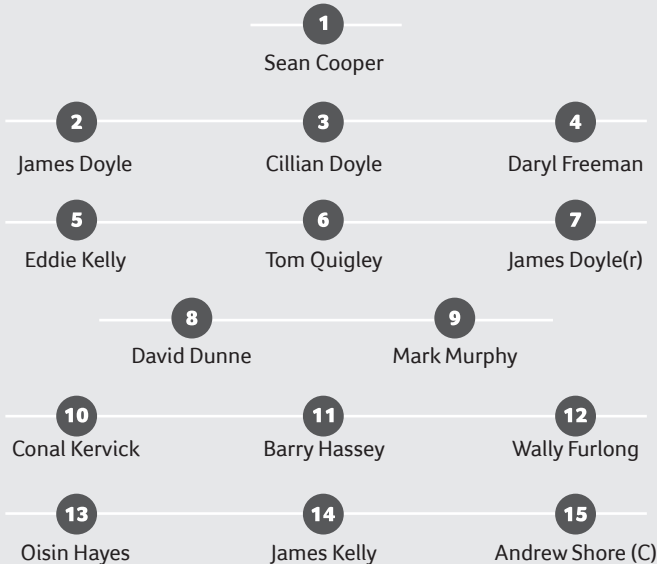 1
Sean Cooper
2 3 4
James Doyle Cillian Doyle Daryl Freeman
5 6 7
Eddie Kelly Tom Quigley James Doyle(r)
8 9
David Dunne Mark Murphy
10 11 12
Conal Kervick Barry Hassey Wally Furlong
13 14 15
Oisin Hayes James Kelly Andrew Shore (C)